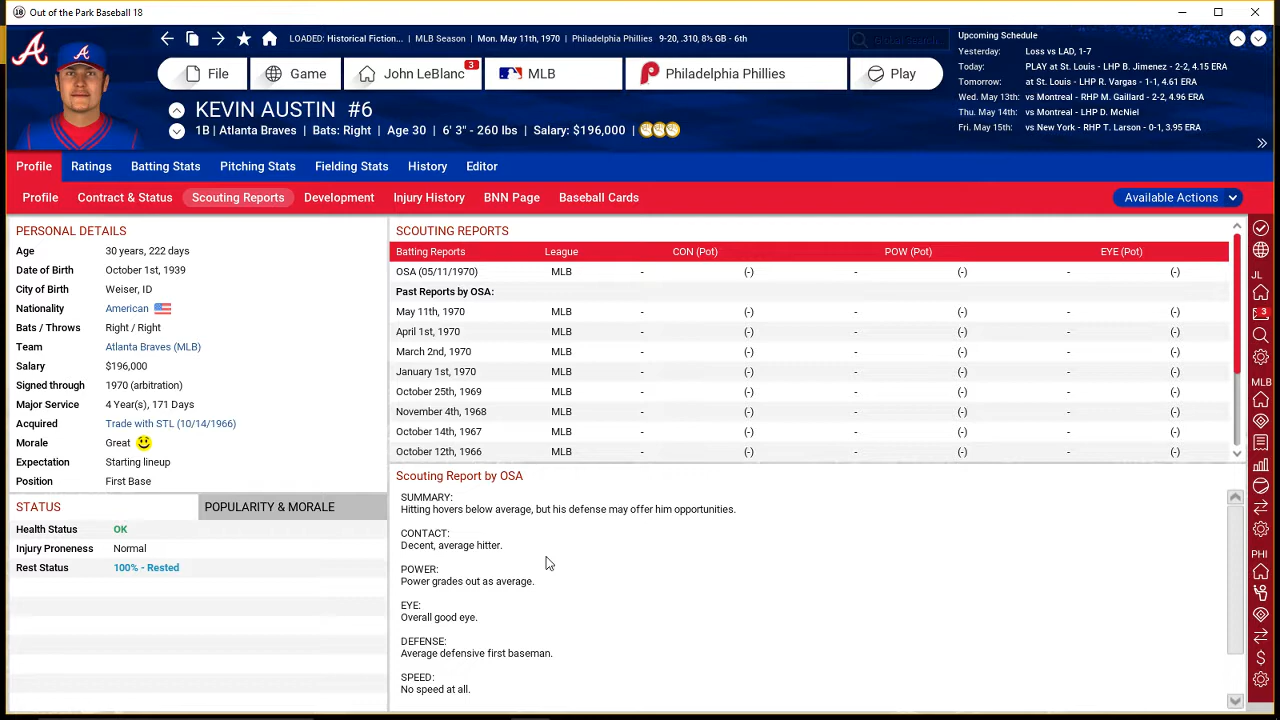 Out of the Park Baseball 18
LOADED: Historical Fiction... | MLB Season | Mon. May 11th, 1970 | Philadelphia Phillies 9-20, .310, 8½ GB - 6th
Global Search...
Upcoming Schedule
Yesterday: Loss vs LAD, 1-7
Today: PLAY at St. Louis - LHP B. Jimenez - 2-2, 4.15 ERA
Tomorrow: at St. Louis - LHP R. Vargas - 1-1, 4.61 ERA
Wed. May 13th: vs Montreal - RHP M. Gaillard - 2-2, 4.96 ERA
Thu. May 14th: vs Montreal - LHP D. McNiel
Fri. May 15th: vs New York - RHP T. Larson - 0-1, 3.95 ERA
File
Game
John LeBlanc 3
MLB
Philadelphia Phillies
Play
KEVIN AUSTIN #6
1B | Atlanta Braves | Bats: Right | Age 30 | 6' 3" - 260 lbs | Salary: $196,000 |
Profile Ratings Batting Stats Pitching Stats Fielding Stats History Editor
Profile Contract & Status Scouting Reports Development Injury History BNN Page Baseball Cards Available Actions
PERSONAL DETAILS
Age 30 years, 222 days
Date of Birth October 1st, 1939
City of Birth Weiser, ID
Nationality American
Bats / Throws Right / Right
Team Atlanta Braves (MLB)
Salary $196,000
Signed through 1970 (arbitration)
Major Service 4 Year(s), 171 Days
Acquired Trade with STL (10/14/1966)
Morale Great
Expectation Starting lineup
Position First Base
STATUS POPULARITY & MORALE
Health Status OK
Injury Proneness Normal
Rest Status 100% - Rested
SCOUTING REPORTS
Batting Reports League CON (Pot) POW (Pot) EYE (Pot)
OSA (05/11/1970) MLB - (-) - (-) - (-)
Past Reports by OSA:
May 11th, 1970 MLB - (-) - (-) - (-)
April 1st, 1970 MLB - (-) - (-) - (-)
March 2nd, 1970 MLB - (-) - (-) - (-)
January 1st, 1970 MLB - (-) - (-) - (-)
October 25th, 1969 MLB - (-) - (-) - (-)
November 4th, 1968 MLB - (-) - (-) - (-)
October 14th, 1967 MLB - (-) - (-) - (-)
October 12th, 1966 MLB - (-) - (-) - (-)
Scouting Report by OSA
SUMMARY:
Hitting hovers below average, but his defense may offer him opportunities.
CONTACT:
Decent, average hitter.
POWER:
Power grades out as average.
EYE:
Overall good eye.
DEFENSE:
Average defensive first baseman.
SPEED:
No speed at all.
JL
3
MLB
PHI